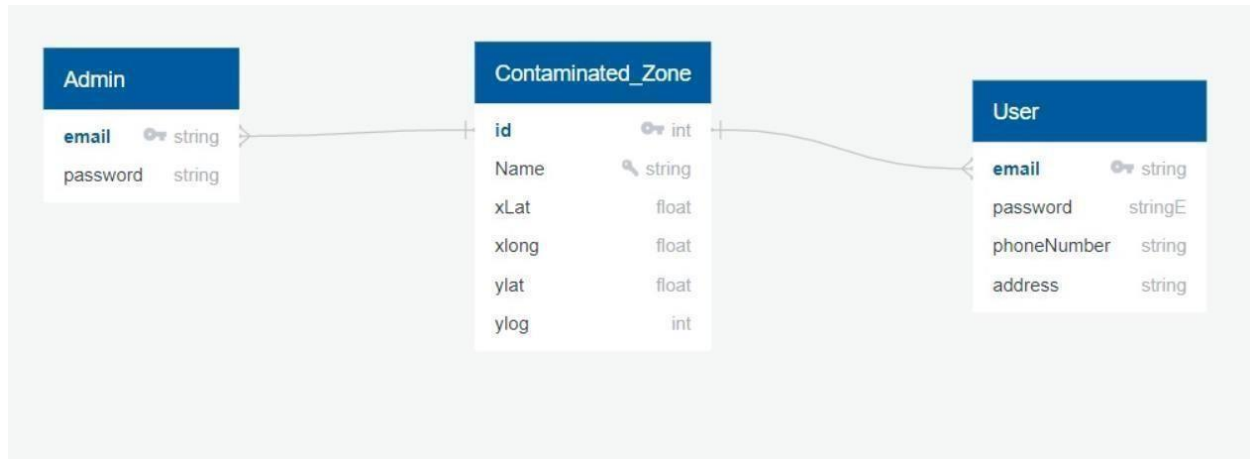 Admin
email string
password string
Contaminated_Zone
id int
Name string
xLat float
xlong float
ylat float
ylog int
User
email string
password stringE
phoneNumber string
address string